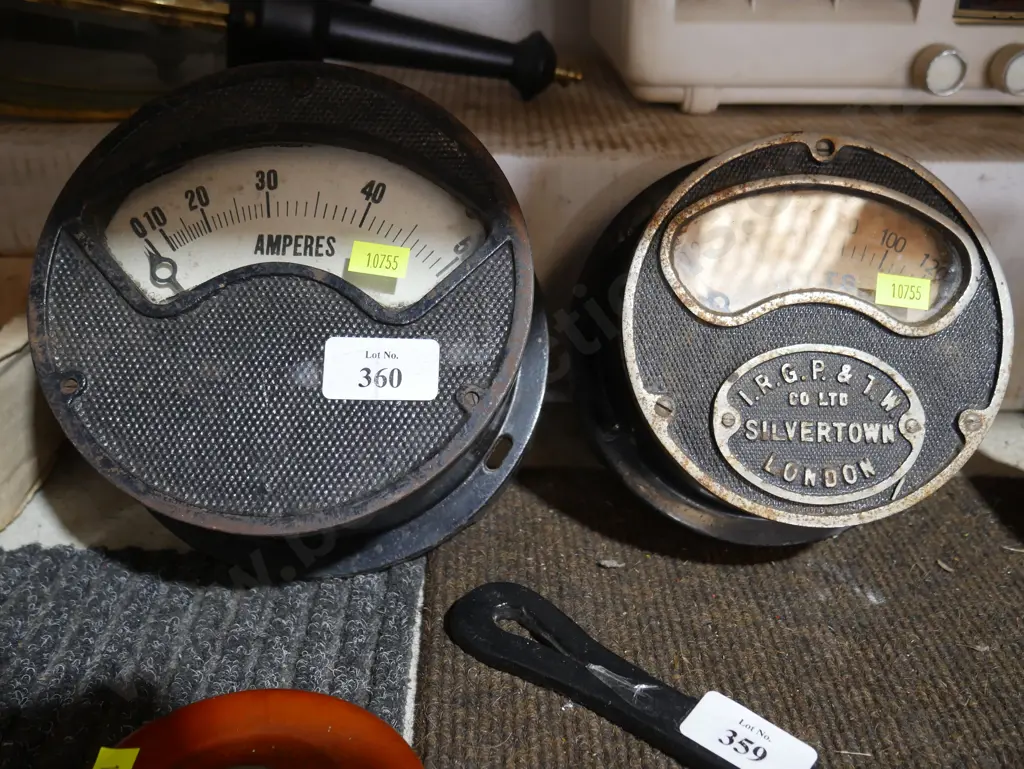 0 10 20 30 40
AMPERES
10755
Lot No.
360
100
10755
I.R.G.P. & T.W
CO LTD
SILVERTOWN
LONDON
Lot No.
359